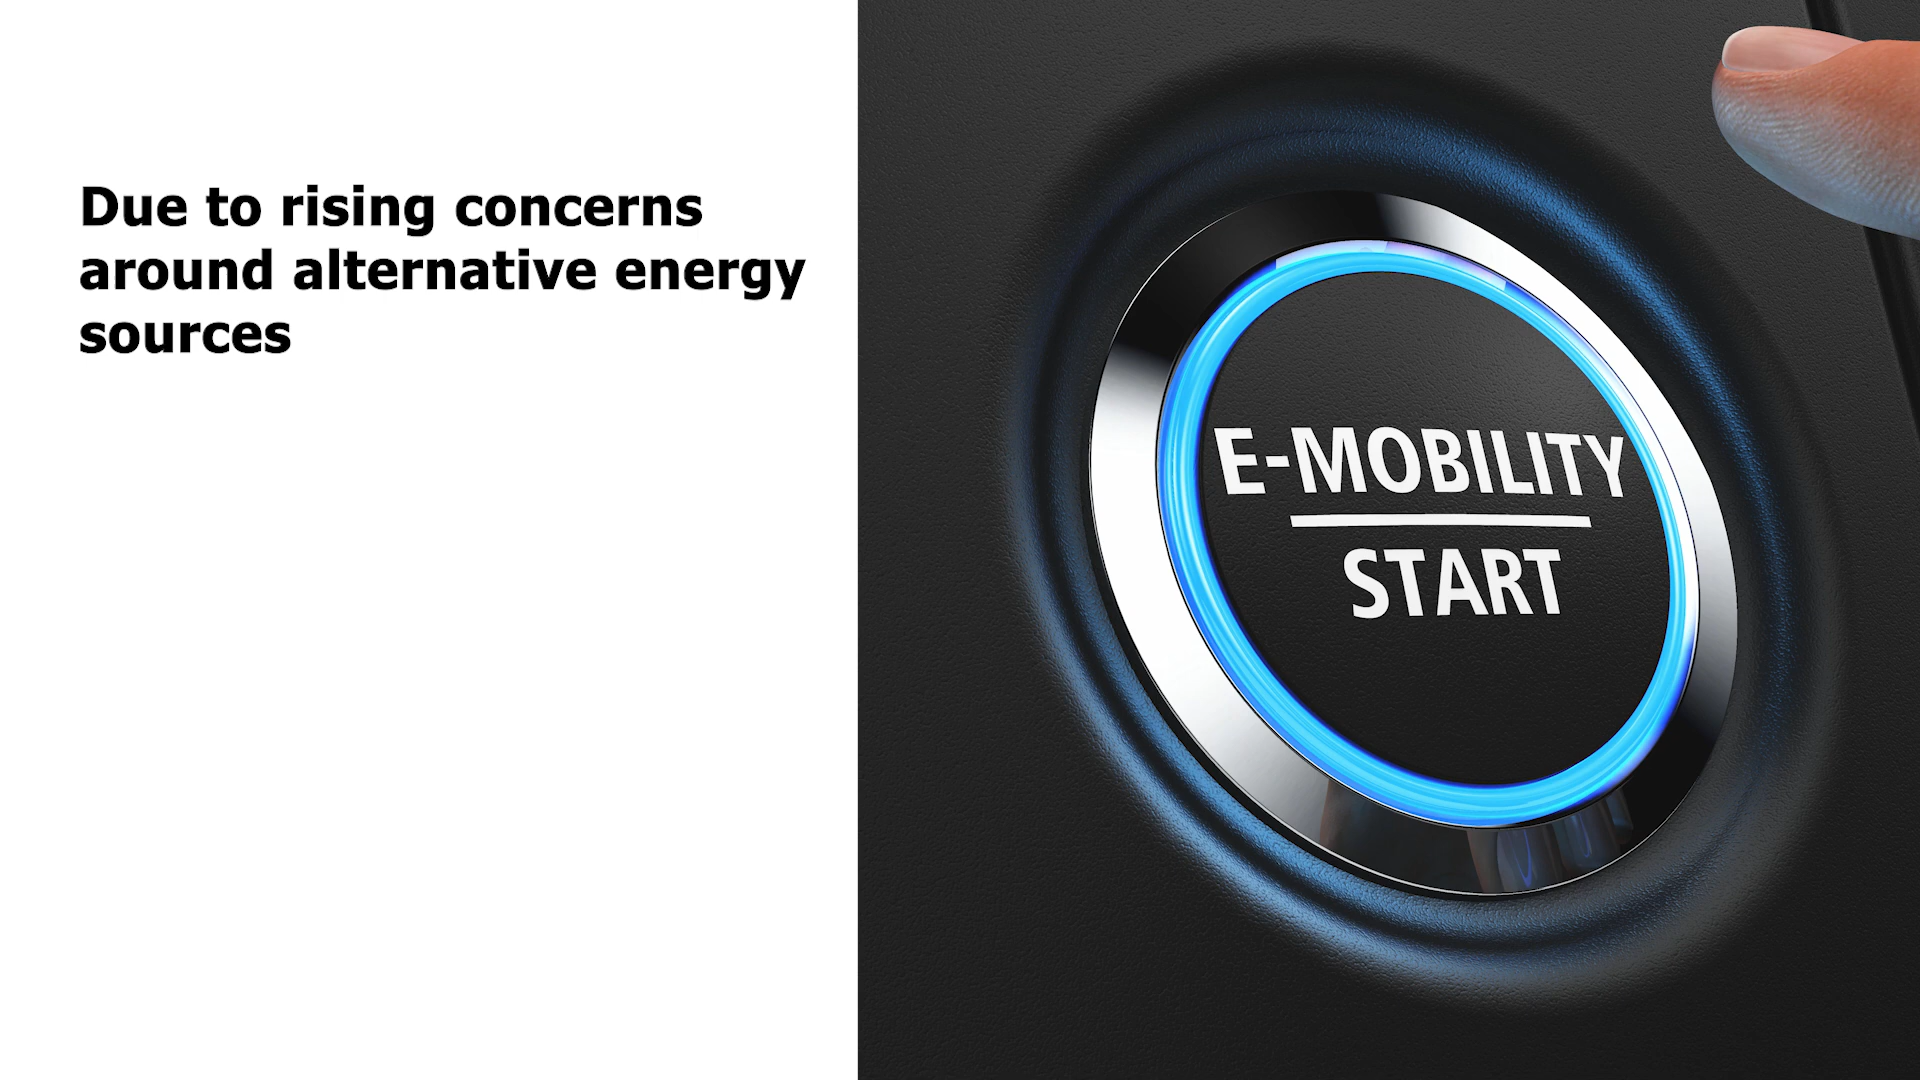 Due to rising concerns
around alternative energy
sources
E-MOBILITY
START